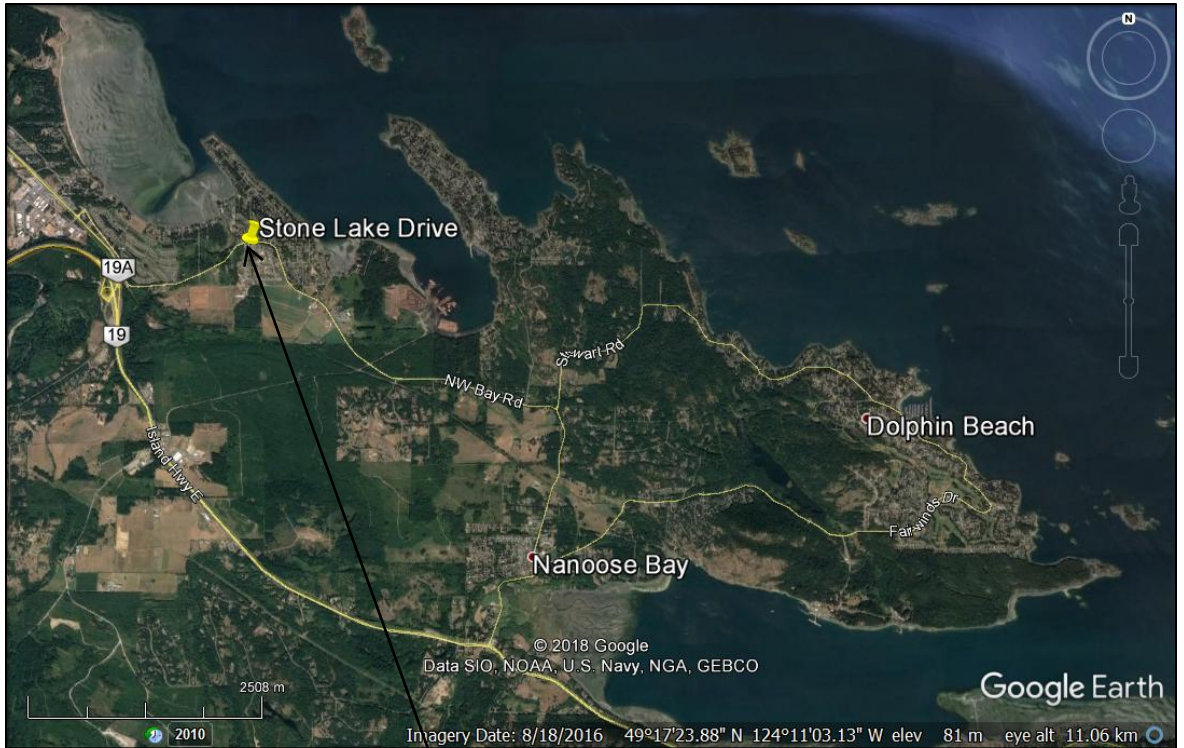 N
Stone Lake Drive
19A
19
Stewart Rd
NW Bay Rd
Dolphin Beach
Island Hwy E
Fairwinds Dr
Nanoose Bay
© 2018 Google
Data SIO, NOAA, U.S. Navy, NGA, GEBCO
2508 m
Google Earth
2010
Imagery Date: 8/18/2016 49°17'23.88" N 124°11'03.13" W elev 81 m eye alt 11.06 km